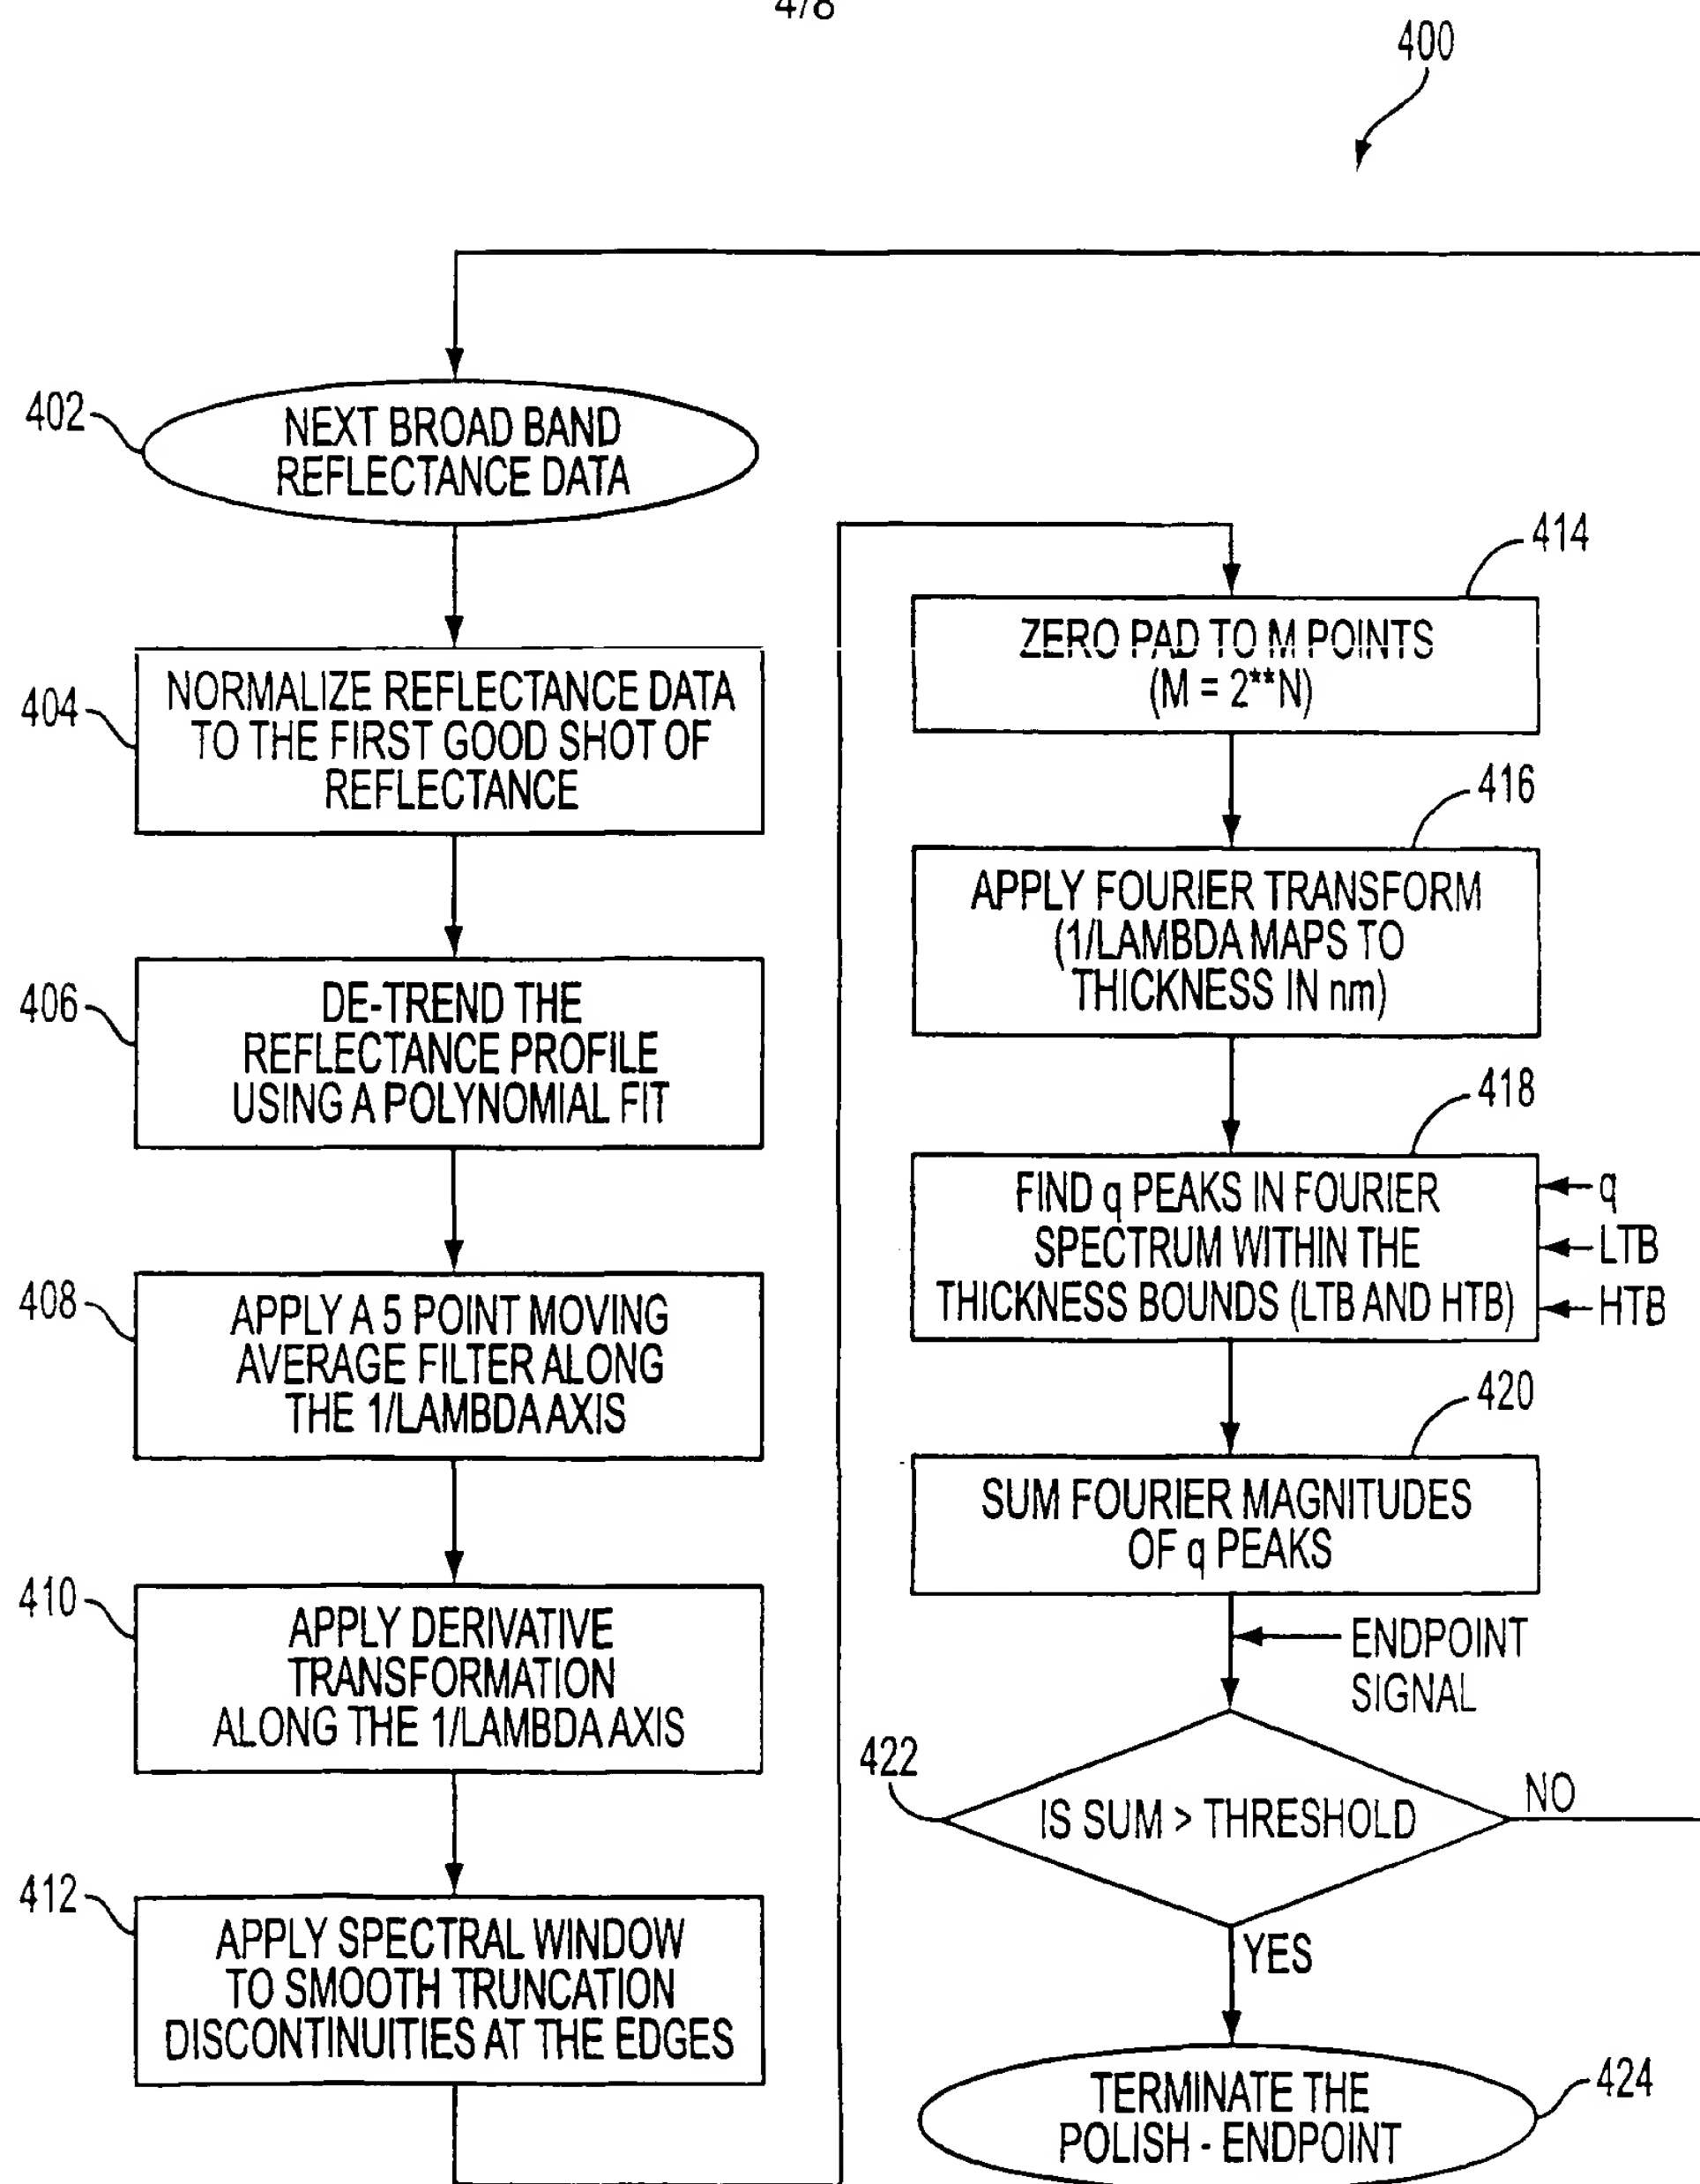 4/8
400
402
NEXT BROAD BAND
REFLECTANCE DATA
404
NORMALIZE REFLECTANCE DATA
TO THE FIRST GOOD SHOT OF
REFLECTANCE
406
DE-TREND THE
REFLECTANCE PROFILE
USING A POLYNOMIAL FIT
408
APPLY A 5 POINT MOVING
AVERAGE FILTER ALONG
THE 1/LAMBDA AXIS
410
APPLY DERIVATIVE
TRANSFORMATION
ALONG THE 1/LAMBDA AXIS
412
APPLY SPECTRAL WINDOW
TO SMOOTH TRUNCATION
DISCONTINUITIES AT THE EDGES
414
ZERO PAD TO M POINTS
(M = 2**N)
416
APPLY FOURIER TRANSFORM
(1/LAMBDA MAPS TO
THICKNESS IN nm)
418
FIND q PEAKS IN FOURIER
SPECTRUM WITHIN THE
THICKNESS BOUNDS (LTB AND HTB)
q
LTB
HTB
420
SUM FOURIER MAGNITUDES
OF q PEAKS
ENDPOINT
SIGNAL
422
IS SUM > THRESHOLD
NO
YES
424
TERMINATE THE
POLISH - ENDPOINT